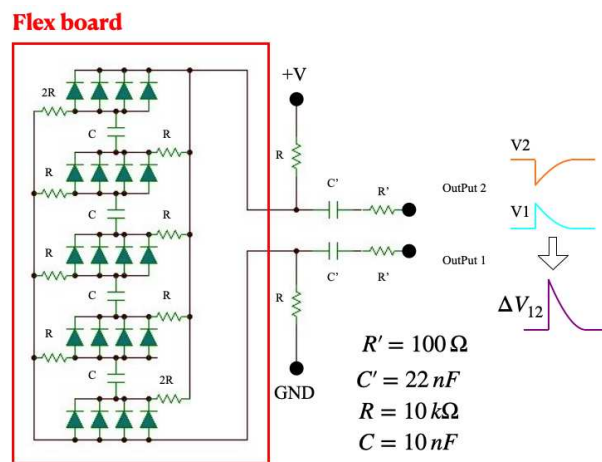 Flex board
+V
2R
C
R
R
V2
R
R
C'
R'
OutPut 2
C
V1
R
R
OutPut 1
C'
R'
C
R
ΔV12
R
R
R' = 100 Ω
C' = 22 nF
C
2R
GND
R = 10 kΩ
C = 10 nF